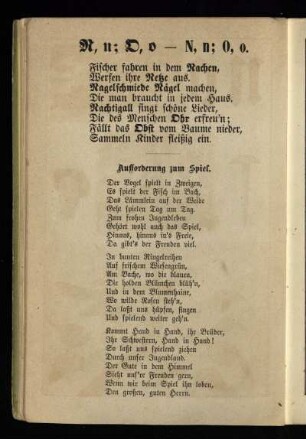 N, n; O, o — N, n; O, o.
Fischer fahren in dem Nachen,
Werfen ihre Netze aus.
Nagelschmiede Nägel machen,
Die man braucht in jedem Haus.
Nachtigall singt schöne Lieder,
Die des Menschen Ohr erfreu'n;
Fällt das Obst vom Baume nieder,
Sammeln Kinder fleißig ein.
Aufforderung zum Spiel.
Der Vogel spielt in Zweigen,
Es spielt der Fisch im Bach,
Das Lämmlein auf der Weide
Geht spielen Tag um Tag.
Zum frohen Jugendleben
Gehört wohl auch das Spiel,
Hinaus, hinaus in's Freie,
Da gibt's der Freuden viel.
In bunten Ringelreihen
Auf frischem Wiesengrün,
Am Bache, wo die blauen,
Die holden Blümchen blüh'n,
Und in dem Blumenhaine,
Wo wilde Rosen steh'n,
Da laßt uns hüpfen, singen
Und spielend weiter geh'n.
Kommt Hand in Hand, ihr Brüder,
Ihr Schwestern, Hand in Hand!
So laßt uns spielend ziehen
Durch unser Jugendland.
Der Gute in dem Himmel
Sieht uns're Freuden gern,
Wenn wir beim Spiel ihn loben,
Den großen, guten Herrn.